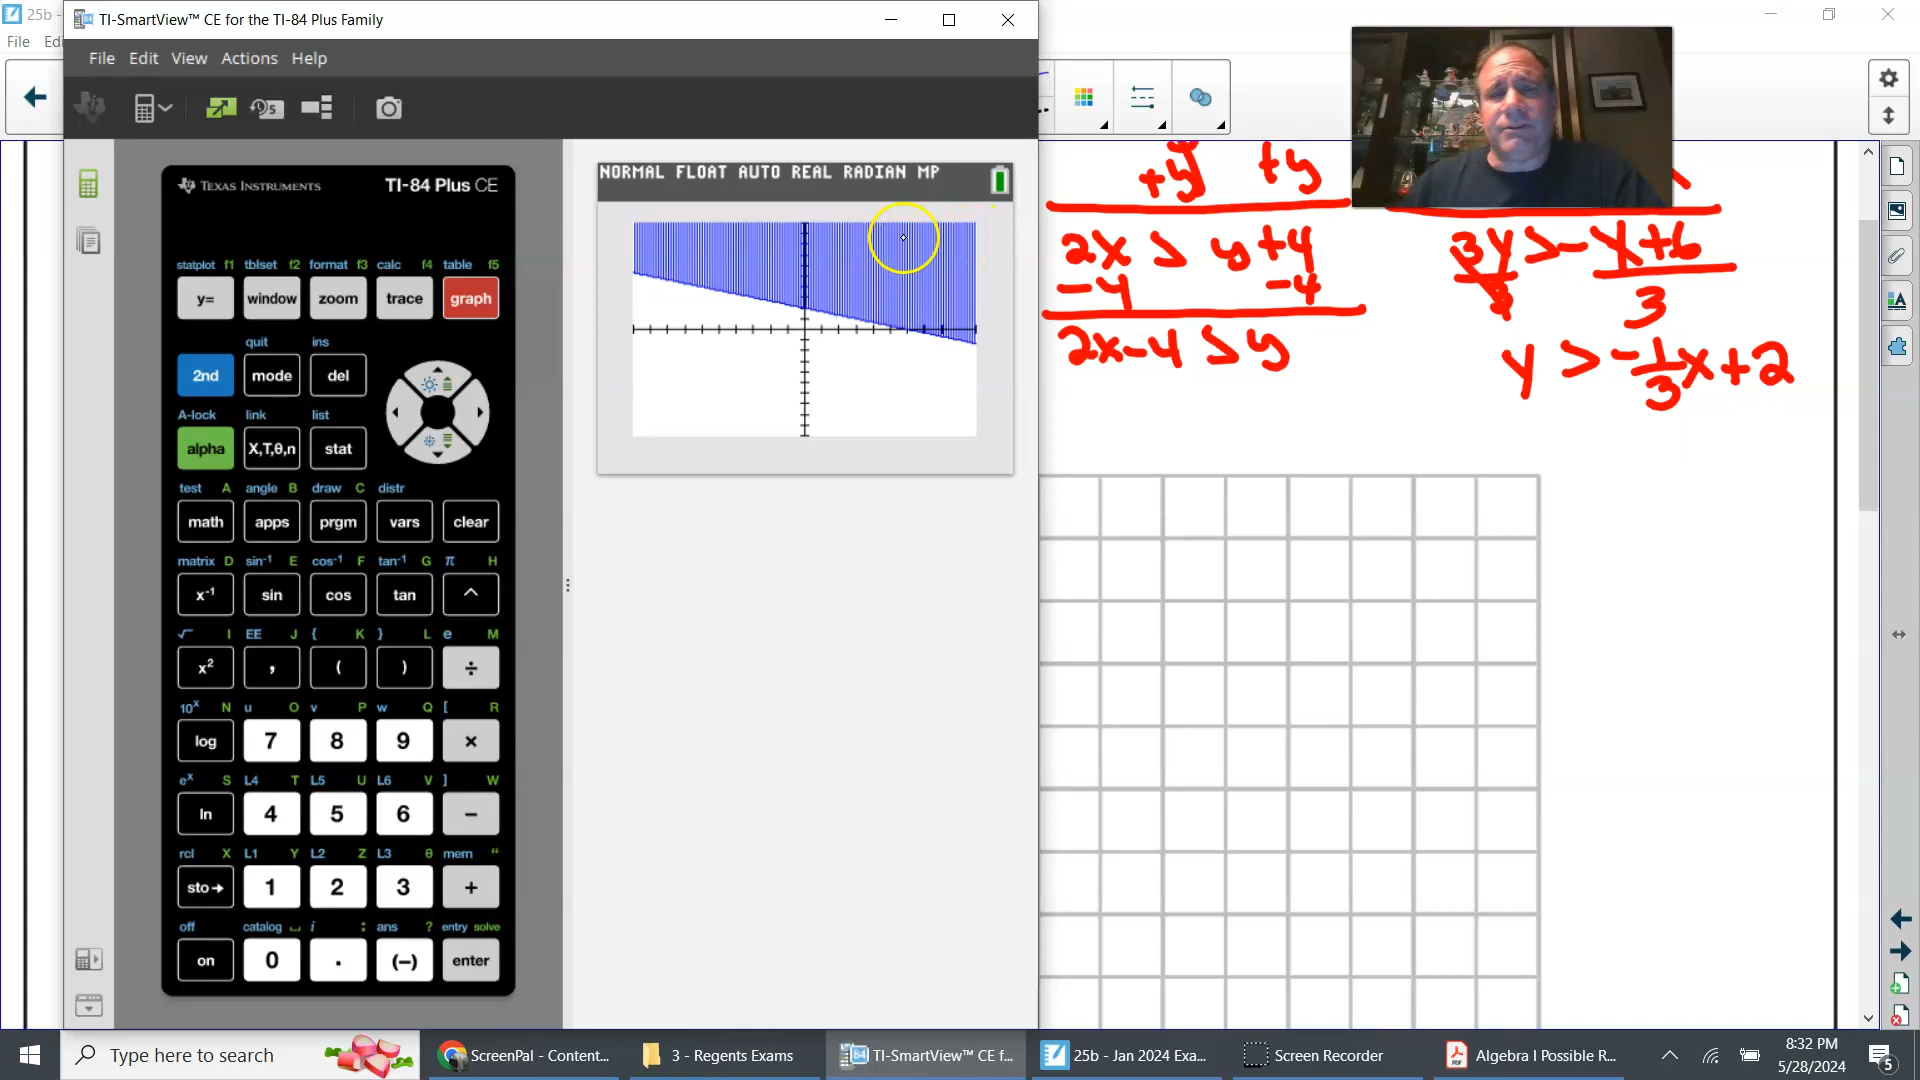 25b -
TI-SmartView™ CE for the TI-84 Plus Family
File Edi
File Edit View Actions Help
NORMAL FLOAT AUTO REAL RADIAN MP
TEXAS INSTRUMENTS TI-84 Plus CE
statplot f1 tblset f2 format f3 calc f4 table f5
y= window zoom trace graph
quit ins
2nd mode del
A-lock link list
alpha X,T,θ,n stat
test A angle B draw C distr
math apps prgm vars clear
matrix D sin-1 E cos-1 F tan-1 G π H
x-1 sin cos tan ^
√ I EE J { K } L e M
x2 , ( ) ÷
10x N u O v P w Q [ R
log 7 8 9 ×
ex S L4 T L5 U L6 V ] W
ln 4 5 6 −
rcl X L1 Y L2 Z L3 θ mem "
sto→ 1 2 3 +
off catalog i : ans ? entry solve
on 0 . (−) enter
+y +y
2x > y+4
-4 -4
2x-4 > y
3y > -x+6
3
y > -1/3x+2
Type here to search
ScreenPal - Content...
3 - Regents Exams
TI-SmartView™ CE f...
25b - Jan 2024 Exa...
Screen Recorder
Algebra I Possible R...
8:32 PM
5/28/2024
5